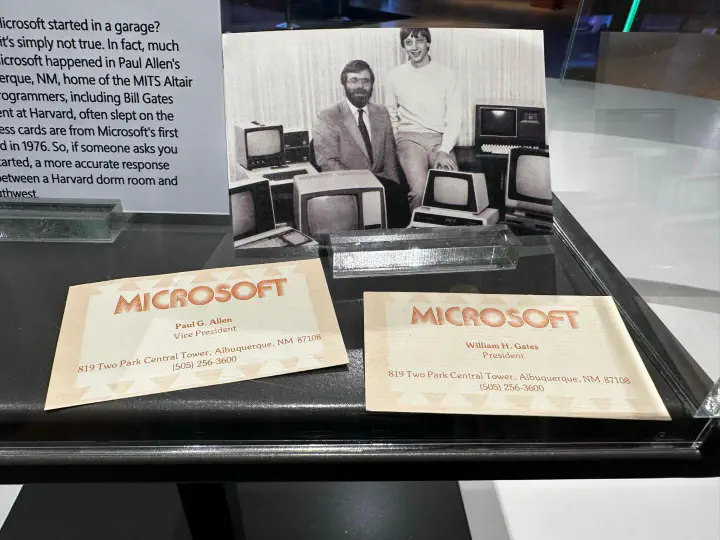 icrosoft started in a garage?
it's simply not true. In fact, much
icrosoft happened in Paul Allen's
erque, NM, home of the MITS Altair
rogrammers, including Bill Gates
ent at Harvard, often slept on the
ess cards are from Microsoft's first
d in 1976. So, if someone asks you
tarted, a more accurate response
between a Harvard dorm room and
thwest.
MICROSOFT
Paul G. Allen
Vice President
819 Two Park Central Tower, Albuquerque, NM 87108
(505) 256-3600
MICROSOFT
William H. Gates
President
819 Two Park Central Tower, Albuquerque, NM 87108
(505) 256-3600